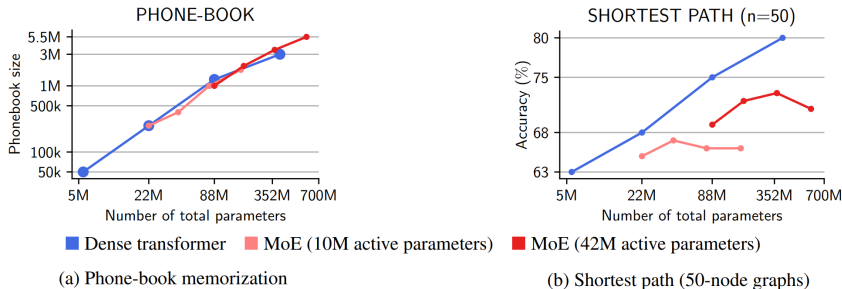 PHONE-BOOK
5.5M
3M
1M
500k
100k
50k
Phonebook size
5M 22M 88M 352M 700M
Number of total parameters
SHORTEST PATH (n=50)
80
75
68
63
Accuracy (%)
5M 22M 88M 352M 700M
Number of total parameters
Dense transformer MoE (10M active parameters) MoE (42M active parameters)
(a) Phone-book memorization
(b) Shortest path (50-node graphs)